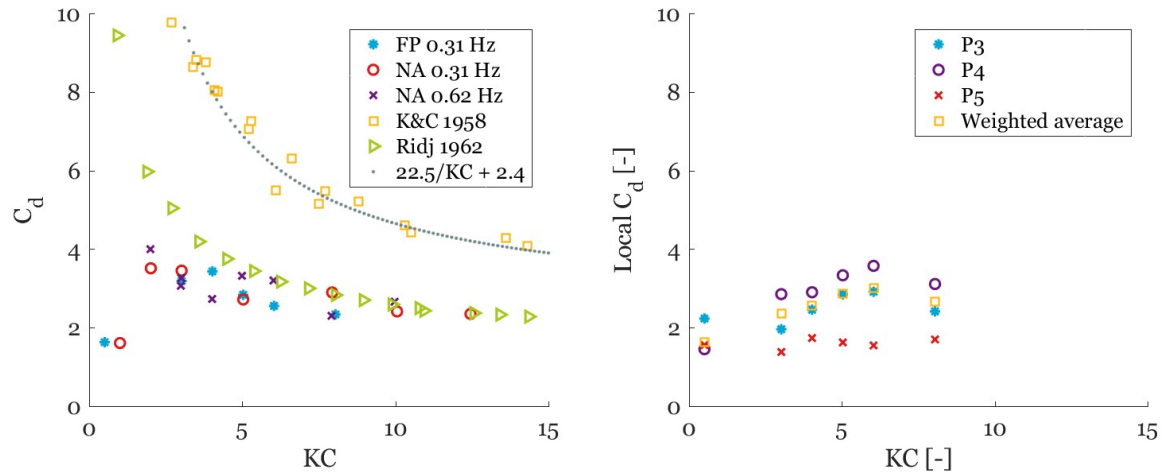 10
8
6
4
2
0
C_d
0
5
10
15
KC
FP 0.31 Hz
NA 0.31 Hz
NA 0.62 Hz
K&C 1958
Ridj 1962
22.5/KC + 2.4
10
8
6
4
2
0
Local C_d [-]
0
5
10
15
KC [-]
P3
P4
P5
Weighted average